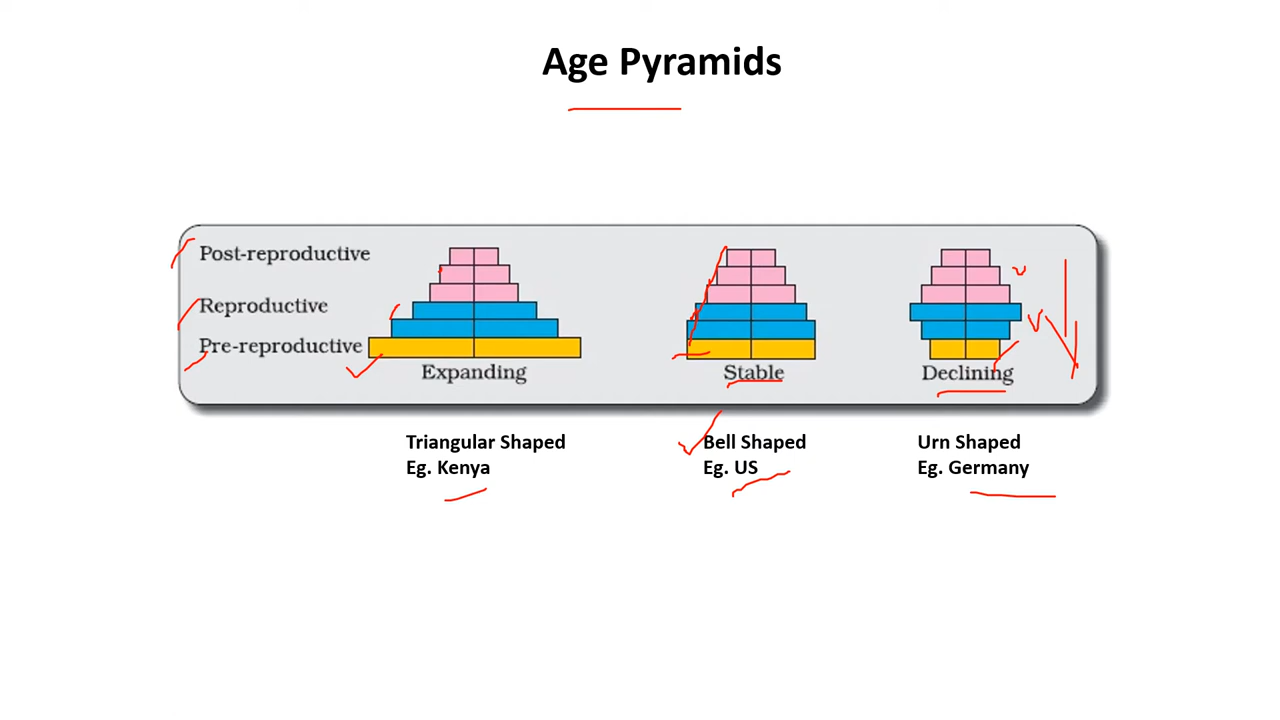 Age Pyramids
Post-reproductive
Reproductive
Pre-reproductive
Expanding
Stable
Declining
Triangular Shaped
Eg. Kenya
Bell Shaped
Eg. US
Urn Shaped
Eg. Germany